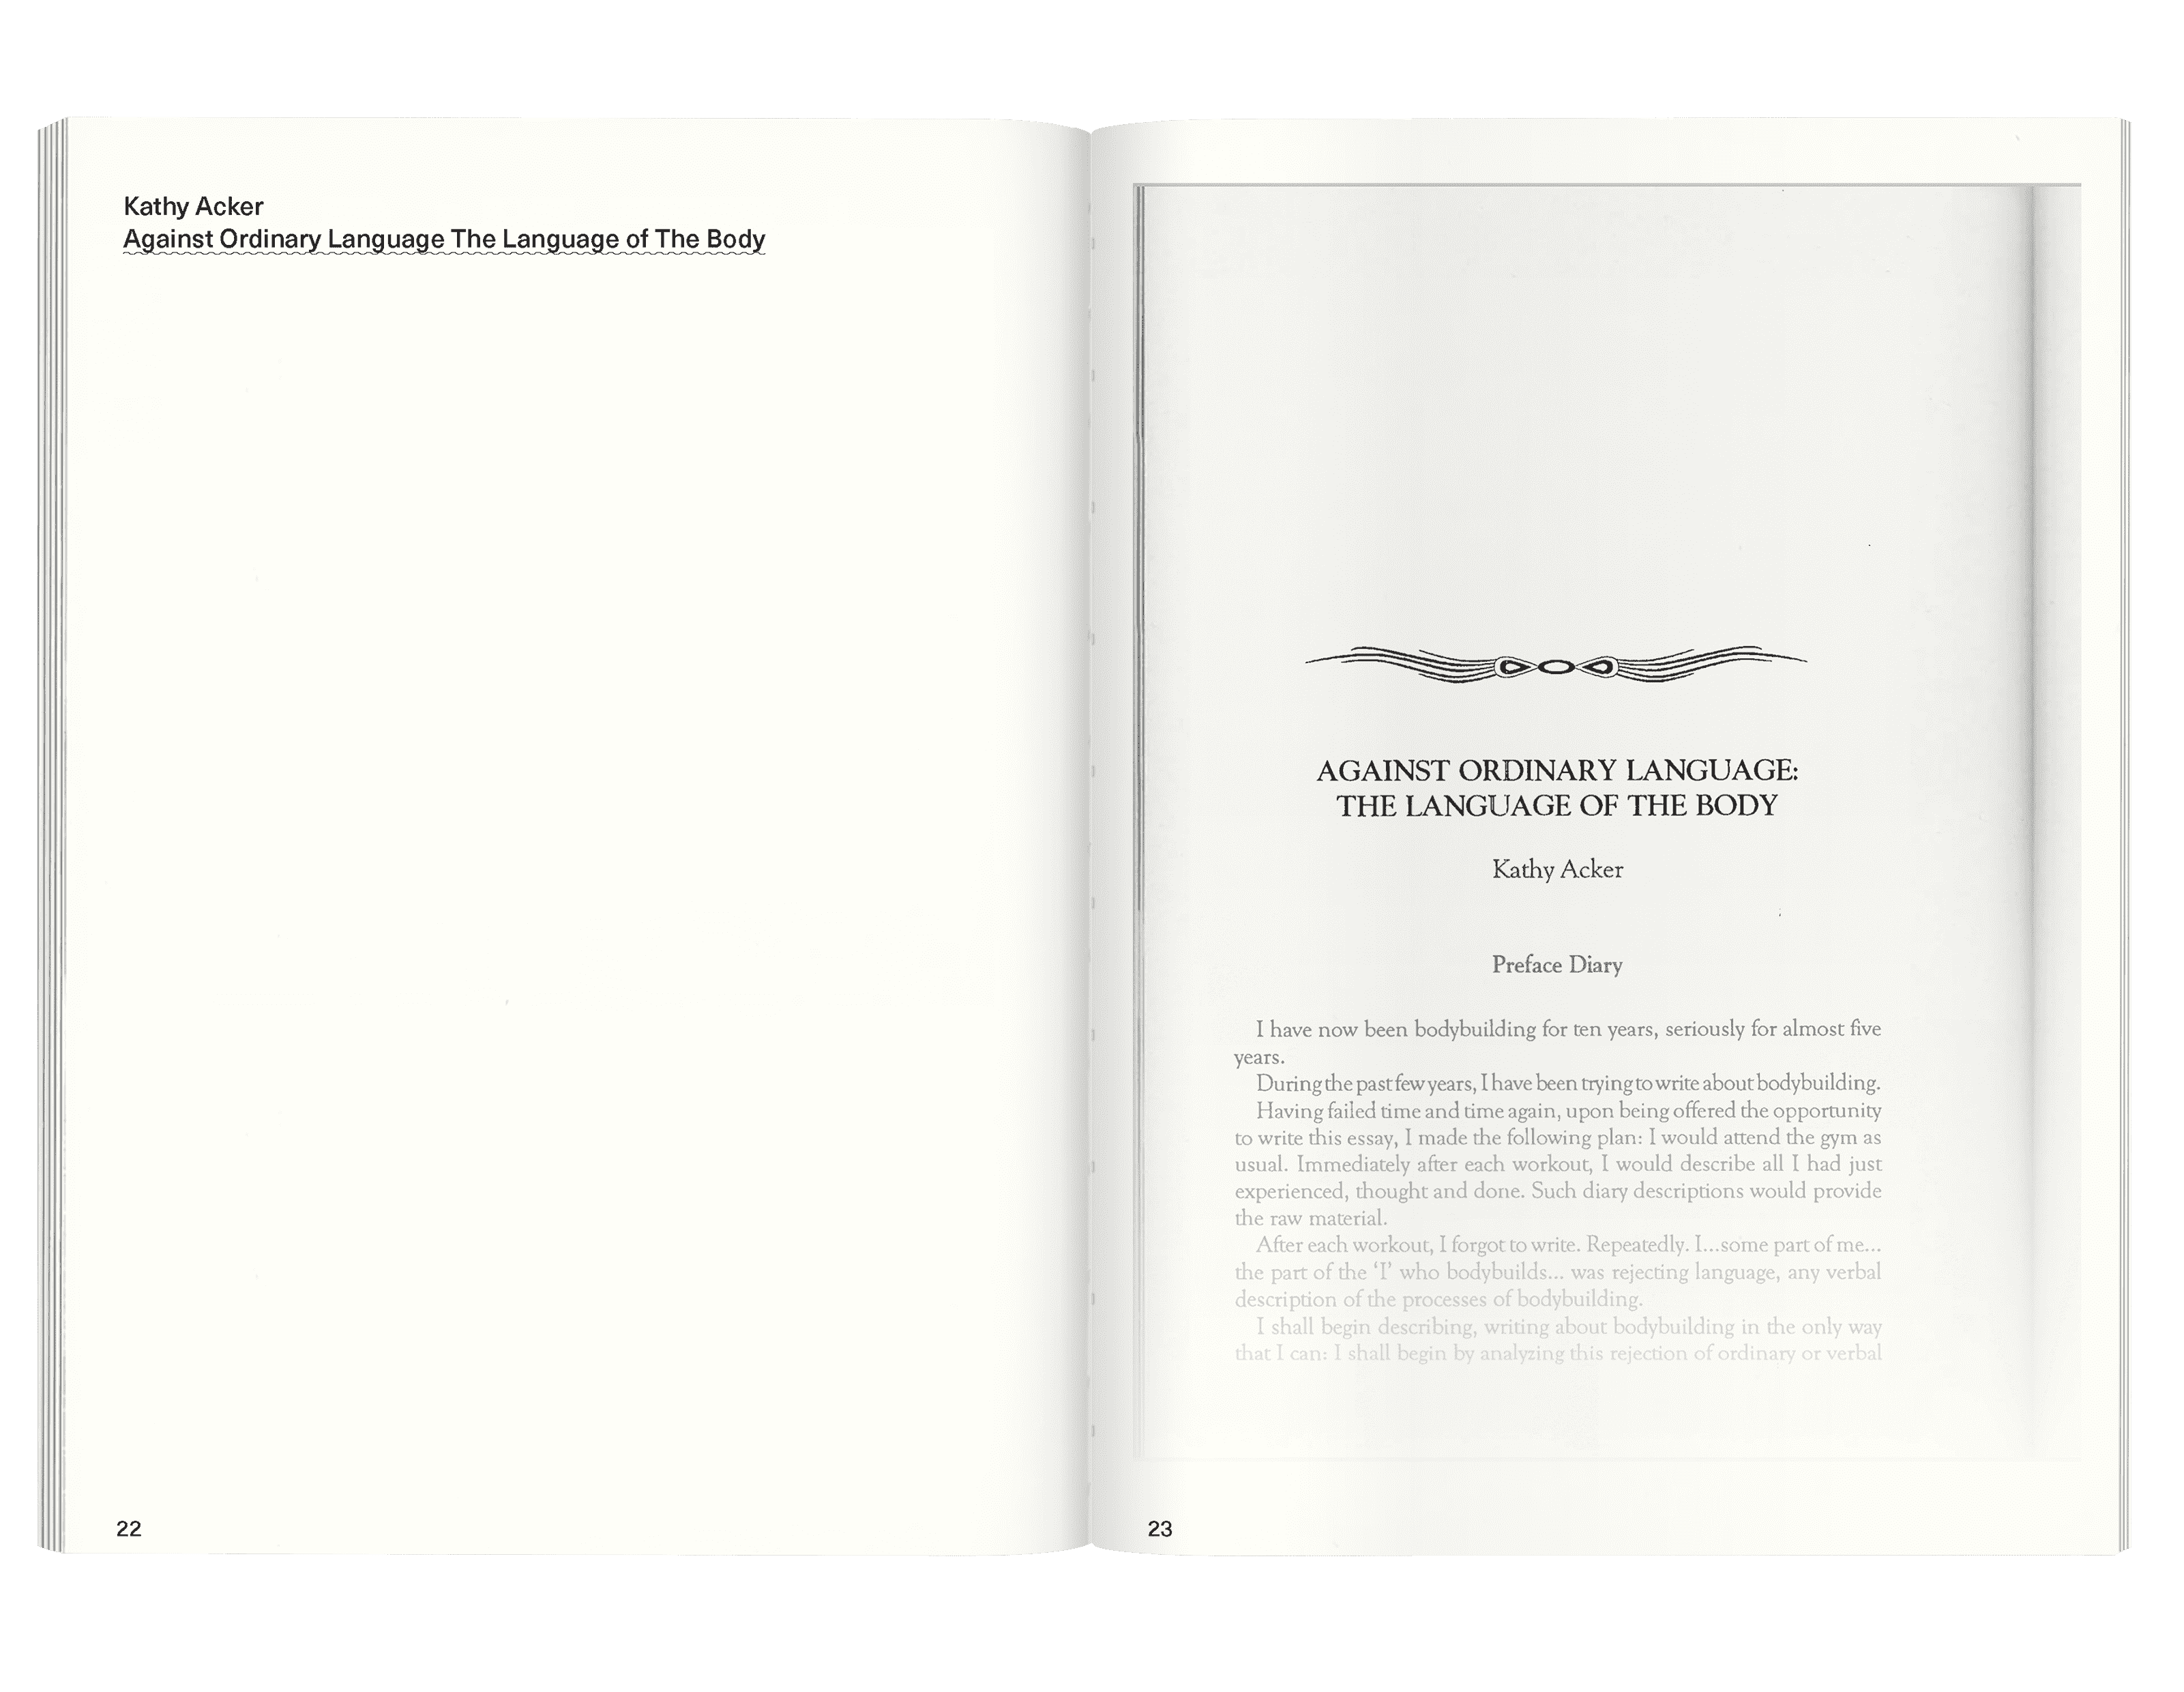 Kathy Acker
Against Ordinary Language The Language of The Body
22
AGAINST ORDINARY LANGUAGE:
THE LANGUAGE OF THE BODY
Kathy Acker
Preface Diary
I have now been bodybuilding for ten years, seriously for almost five
years.
During the past few years, I have been trying to write about bodybuilding.
Having failed time and time again, upon being offered the opportunity
to write this essay, I made the following plan: I would attend the gym as
usual. Immediately after each workout, I would describe all I had just
experienced, thought and done. Such diary descriptions would provide
the raw material.
After each workout, I forgot to write. Repeatedly. I...some part of me...
the part of the ‘I’ who bodybuilds... was rejecting language, any verbal
description of the processes of bodybuilding.
I shall begin describing, writing about bodybuilding in the only way
that I can: I shall begin by analyzing this rejection of ordinary or verbal
23